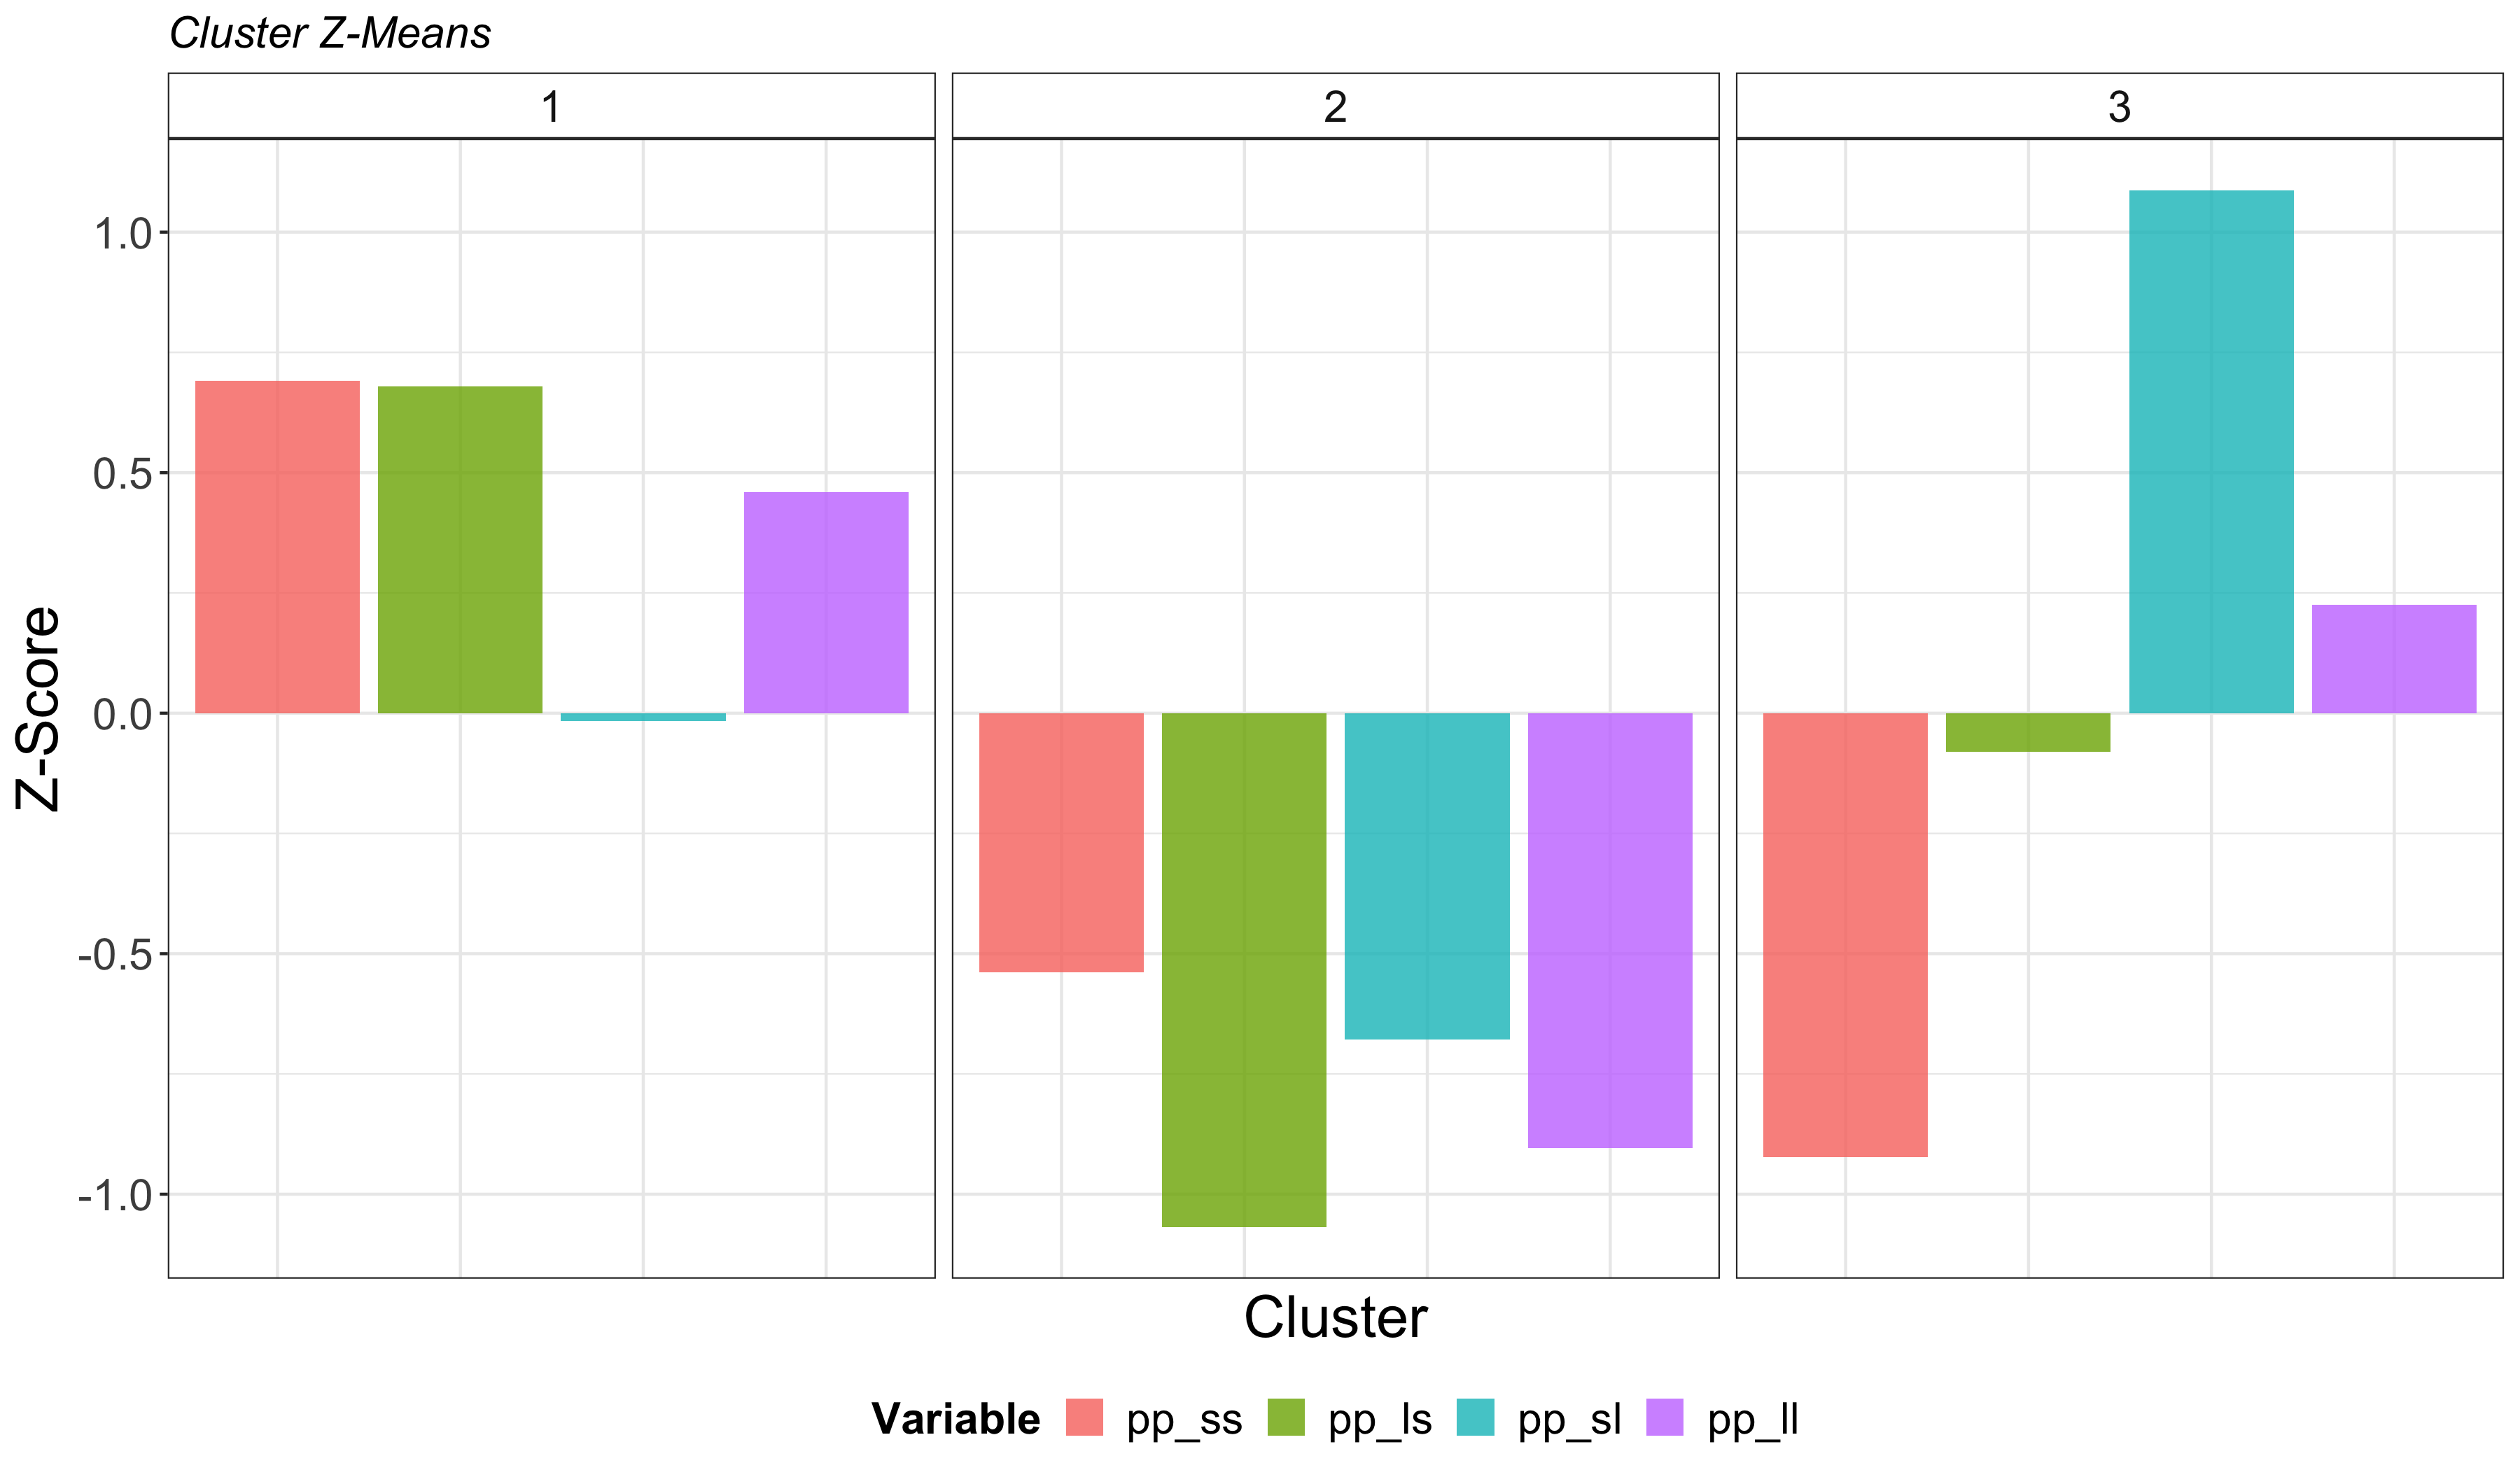 Cluster Z-Means
1 2 3
1.0
0.5
0.0
-0.5
-1.0
Z-Score
Cluster
Variable pp_ss pp_ls pp_sl pp_ll